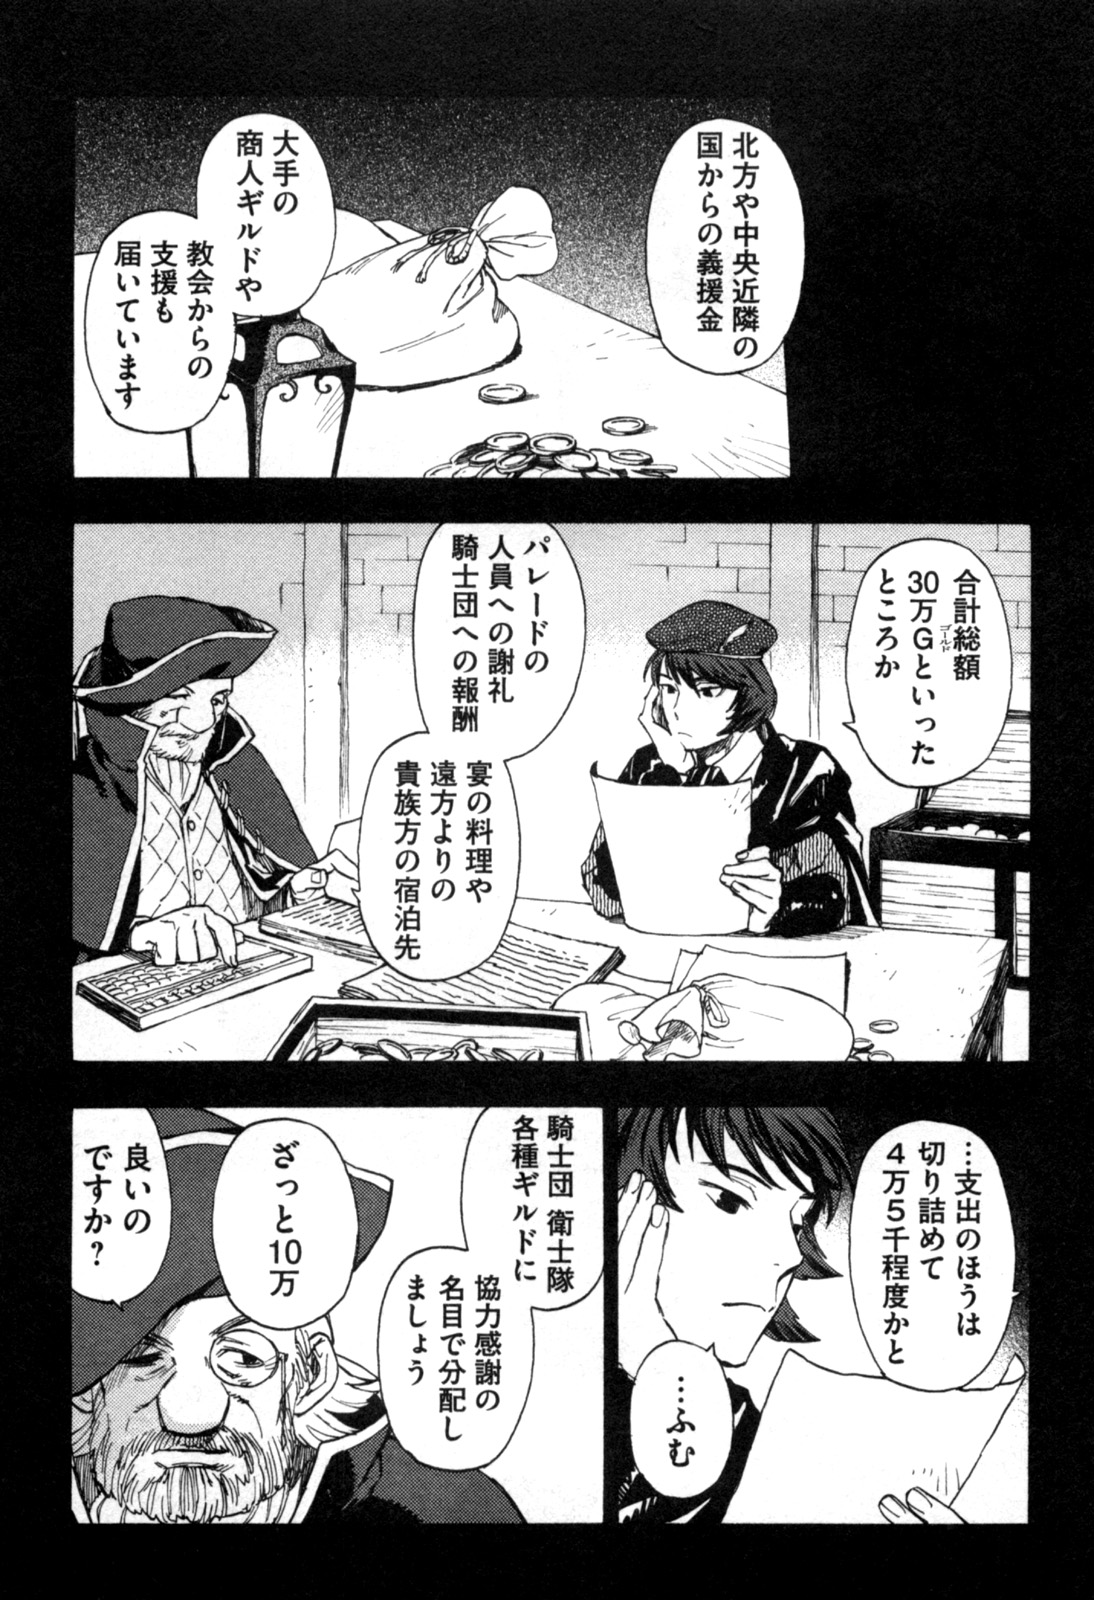 北方や中央近隣の
国からの義援金
大手の
商人ギルドや
教会からの
支援も
届いています
合計総額
30万Gといった
ゴールド
ところか
パレードの
人員への謝礼
騎士団への報酬
宴の料理や
遠方よりの
貴族方の宿泊先
…支出のほうは
切り詰めて
4万5千程度かと
…ふむ
騎士団 衛士隊
各種ギルドに
協力感謝の
名目で分配し
ましょう
ざっと10万
良いの
ですか？